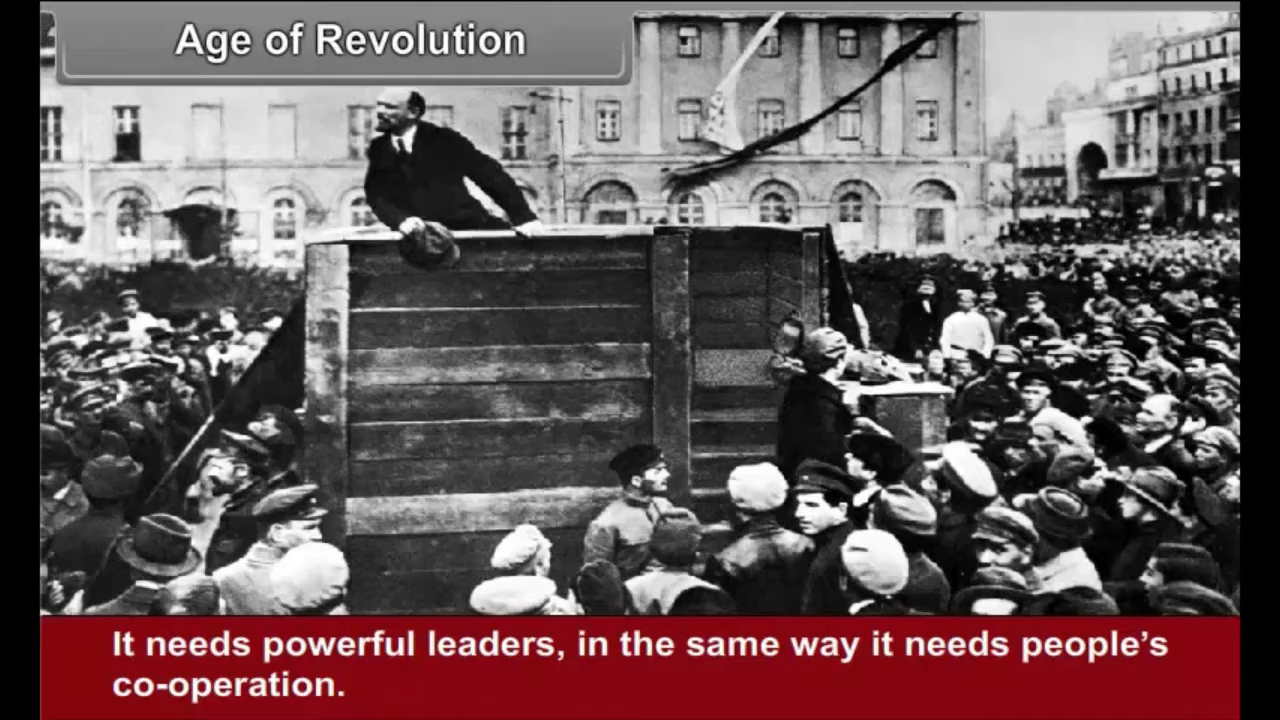 Age of Revolution
It needs powerful leaders, in the same way it needs people’s
co-operation.